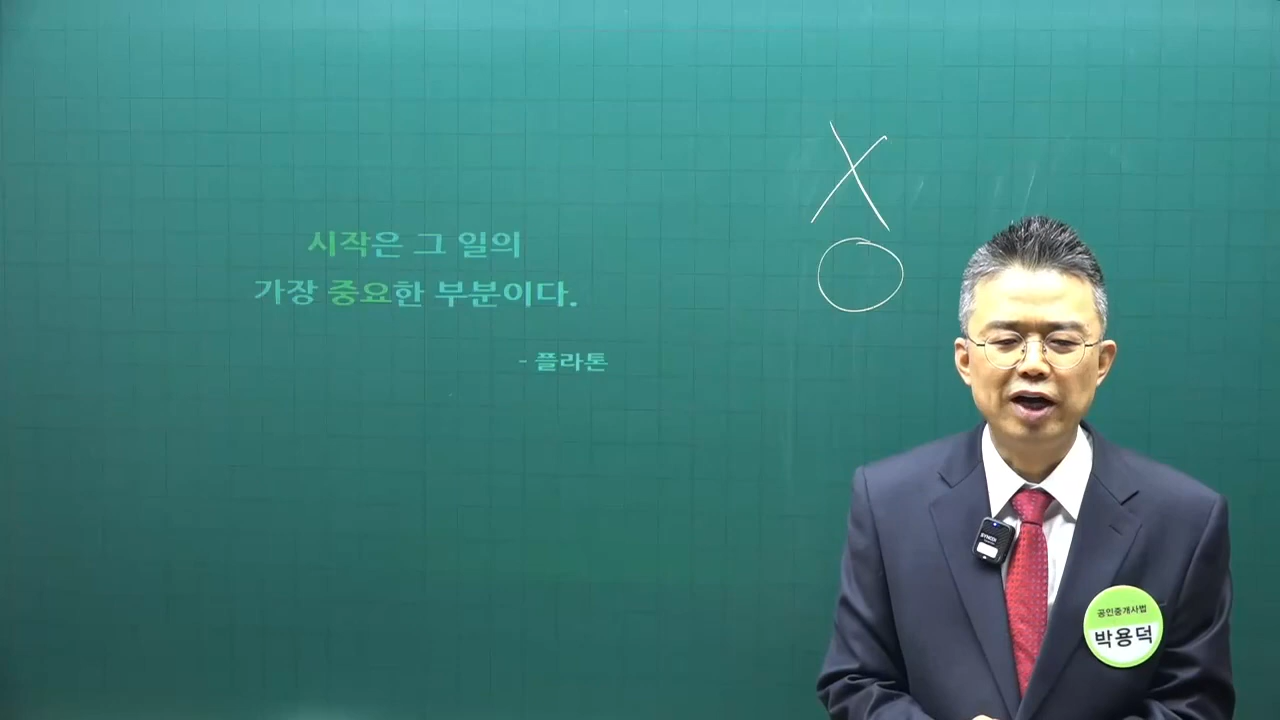 시작은 그 일의
가장 중요한 부분이다.
- 플라톤
X
O
공인중개사법
박용덕